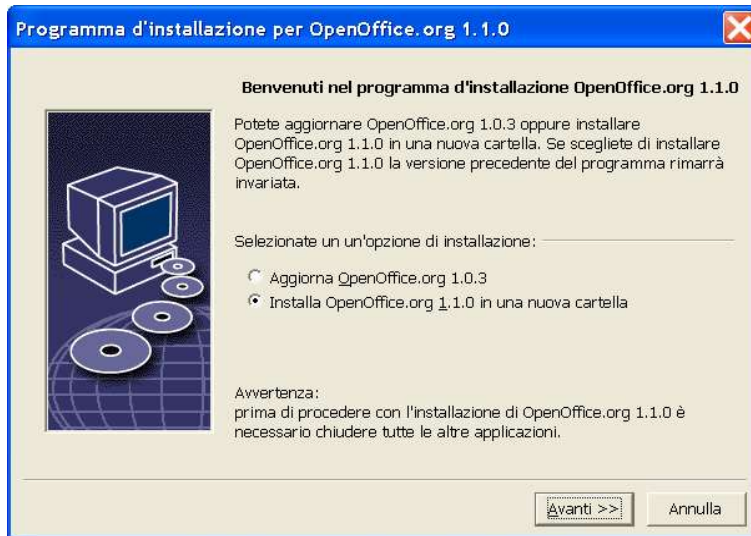 Programma d'installazione per OpenOffice.org 1.1.0
Benvenuti nel programma d'installazione OpenOffice.org 1.1.0
Potete aggiornare OpenOffice.org 1.0.3 oppure installare
OpenOffice.org 1.1.0 in una nuova cartella. Se scegliete di installare
OpenOffice.org 1.1.0 la versione precedente del programma rimarrà
invariata.
Selezionate un un'opzione di installazione:
Aggiorna OpenOffice.org 1.0.3
Installa OpenOffice.org 1.1.0 in una nuova cartella
Avvertenza:
prima di procedere con l'installazione di OpenOffice.org 1.1.0 è
necessario chiudere tutte le altre applicazioni.
Avanti >>
Annulla